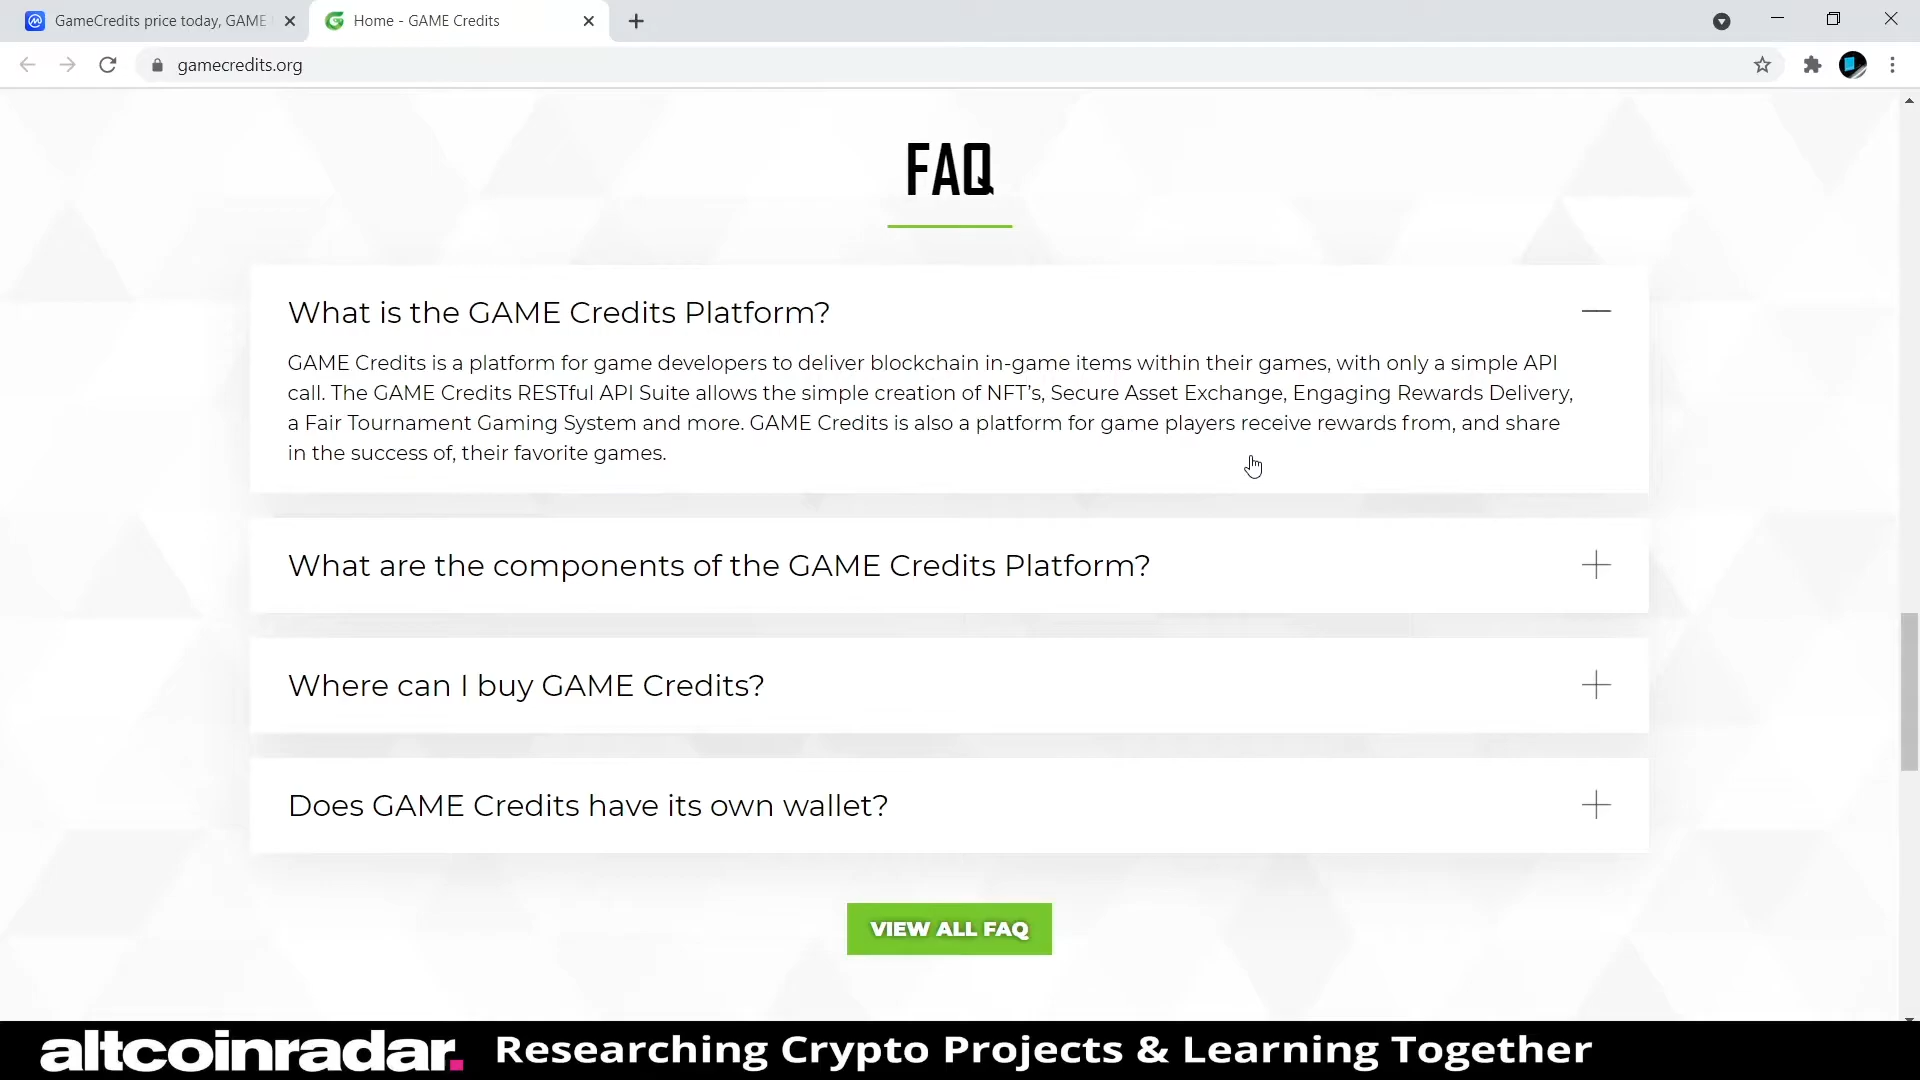 GameCredits price today, GAME
Home - GAME Credits
gamecredits.org
FAQ
What is the GAME Credits Platform?
GAME Credits is a platform for game developers to deliver blockchain in-game items within their games, with only a simple API
call. The GAME Credits RESTful API Suite allows the simple creation of NFT’s, Secure Asset Exchange, Engaging Rewards Delivery,
a Fair Tournament Gaming System and more. GAME Credits is also a platform for game players receive rewards from, and share
in the success of, their favorite games.
What are the components of the GAME Credits Platform?
Where can I buy GAME Credits?
Does GAME Credits have its own wallet?
VIEW ALL FAQ
altcoinradar. Researching Crypto Projects & Learning Together